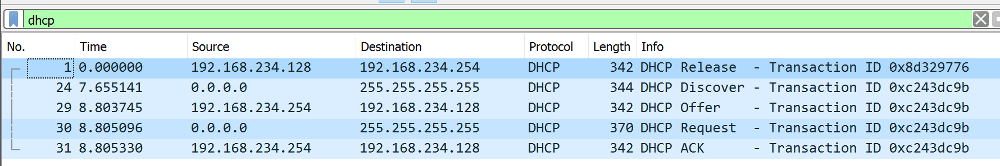 dhcp
No. Time Source Destination Protocol Length Info
1 0.000000 192.168.234.128 192.168.234.254 DHCP 342 DHCP Release - Transaction ID 0x8d329776
24 7.655141 0.0.0.0 255.255.255.255 DHCP 344 DHCP Discover - Transaction ID 0xc243dc9b
29 8.803745 192.168.234.254 192.168.234.128 DHCP 342 DHCP Offer - Transaction ID 0xc243dc9b
30 8.805096 0.0.0.0 255.255.255.255 DHCP 370 DHCP Request - Transaction ID 0xc243dc9b
31 8.805330 192.168.234.254 192.168.234.128 DHCP 342 DHCP ACK - Transaction ID 0xc243dc9b